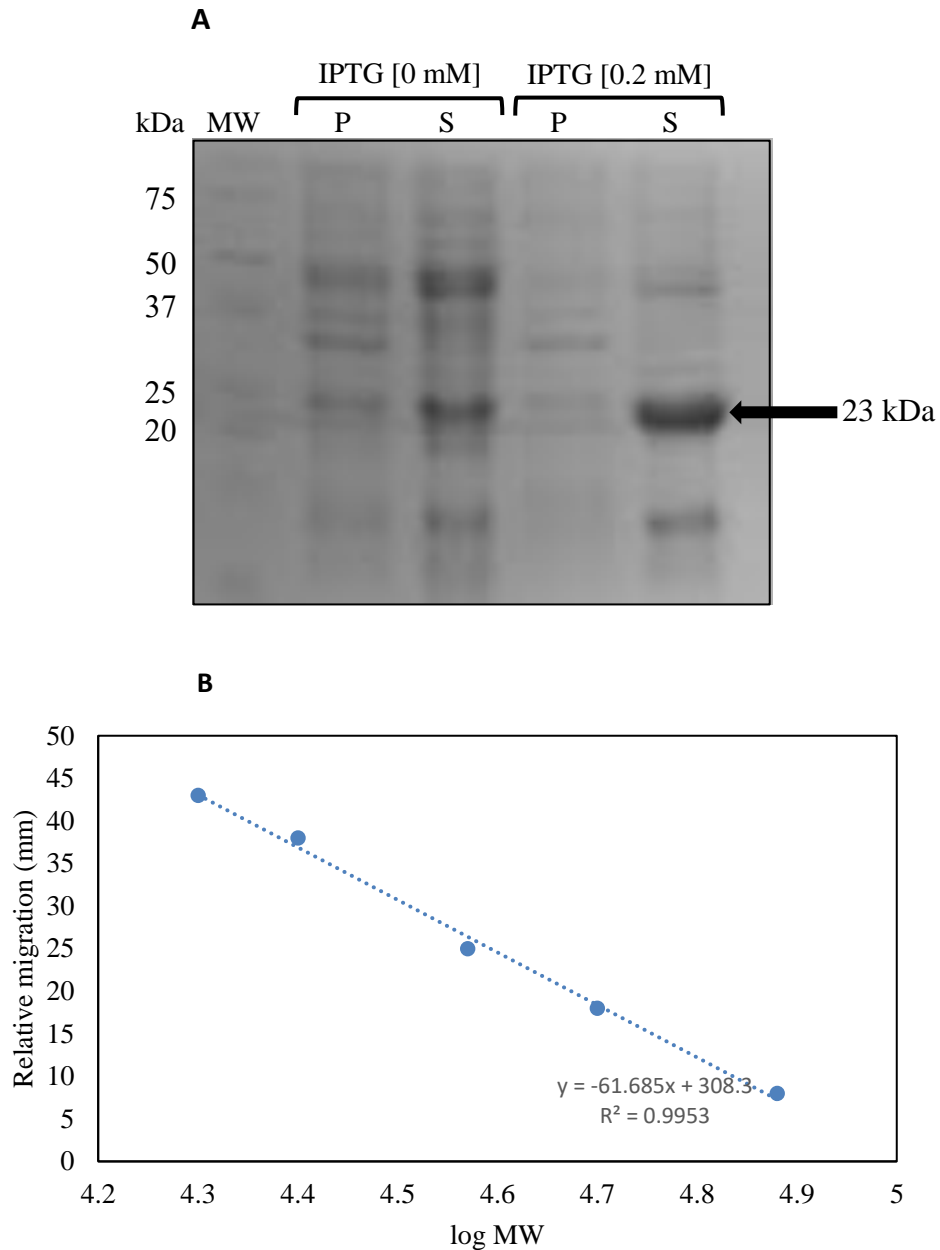 A
IPTG [0 mM] IPTG [0.2 mM]
kDa MW P S P S
75
50
37
25
20
23 kDa
B
50
45
40
35
30
25
20
15
10
5
0
Relative migration (mm)
y = -61.685x + 308.3
R² = 0.9953
4.2 4.3 4.4 4.5 4.6 4.7 4.8 4.9 5
log MW